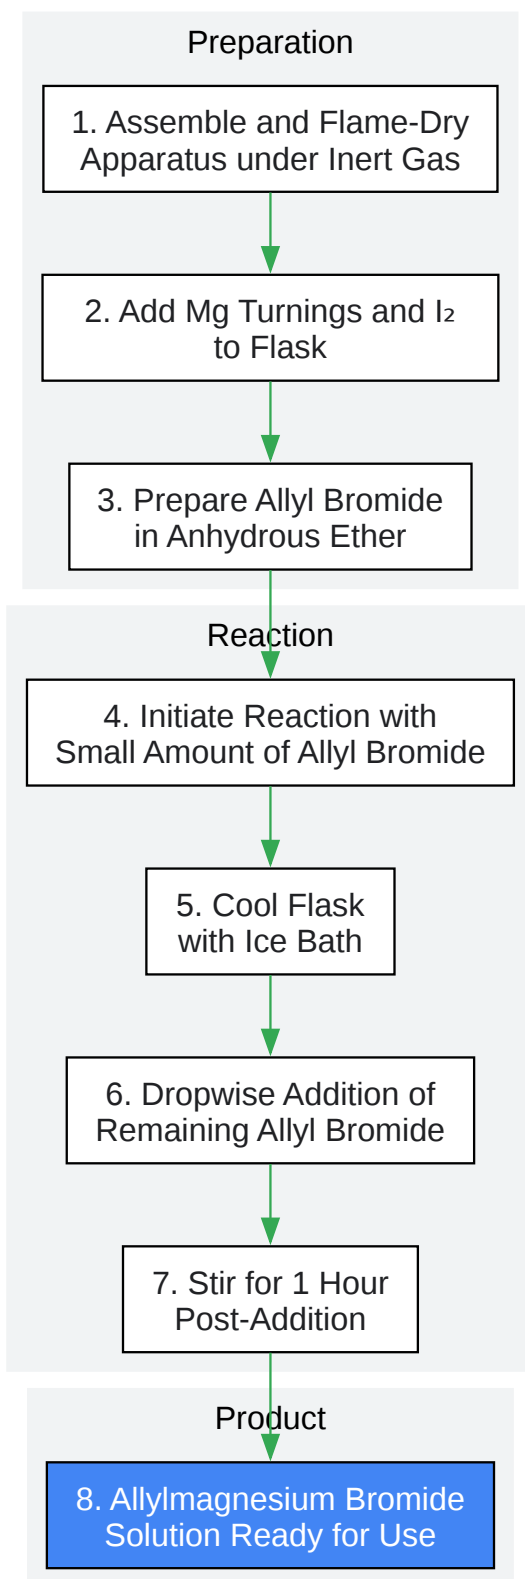 Preparation
1. Assemble and Flame-Dry
Apparatus under Inert Gas
2. Add Mg Turnings and I₂
to Flask
3. Prepare Allyl Bromide
in Anhydrous Ether
Reaction
4. Initiate Reaction with
Small Amount of Allyl Bromide
5. Cool Flask
with Ice Bath
6. Dropwise Addition of
Remaining Allyl Bromide
7. Stir for 1 Hour
Post-Addition
Product
8. Allylmagnesium Bromide
Solution Ready for Use